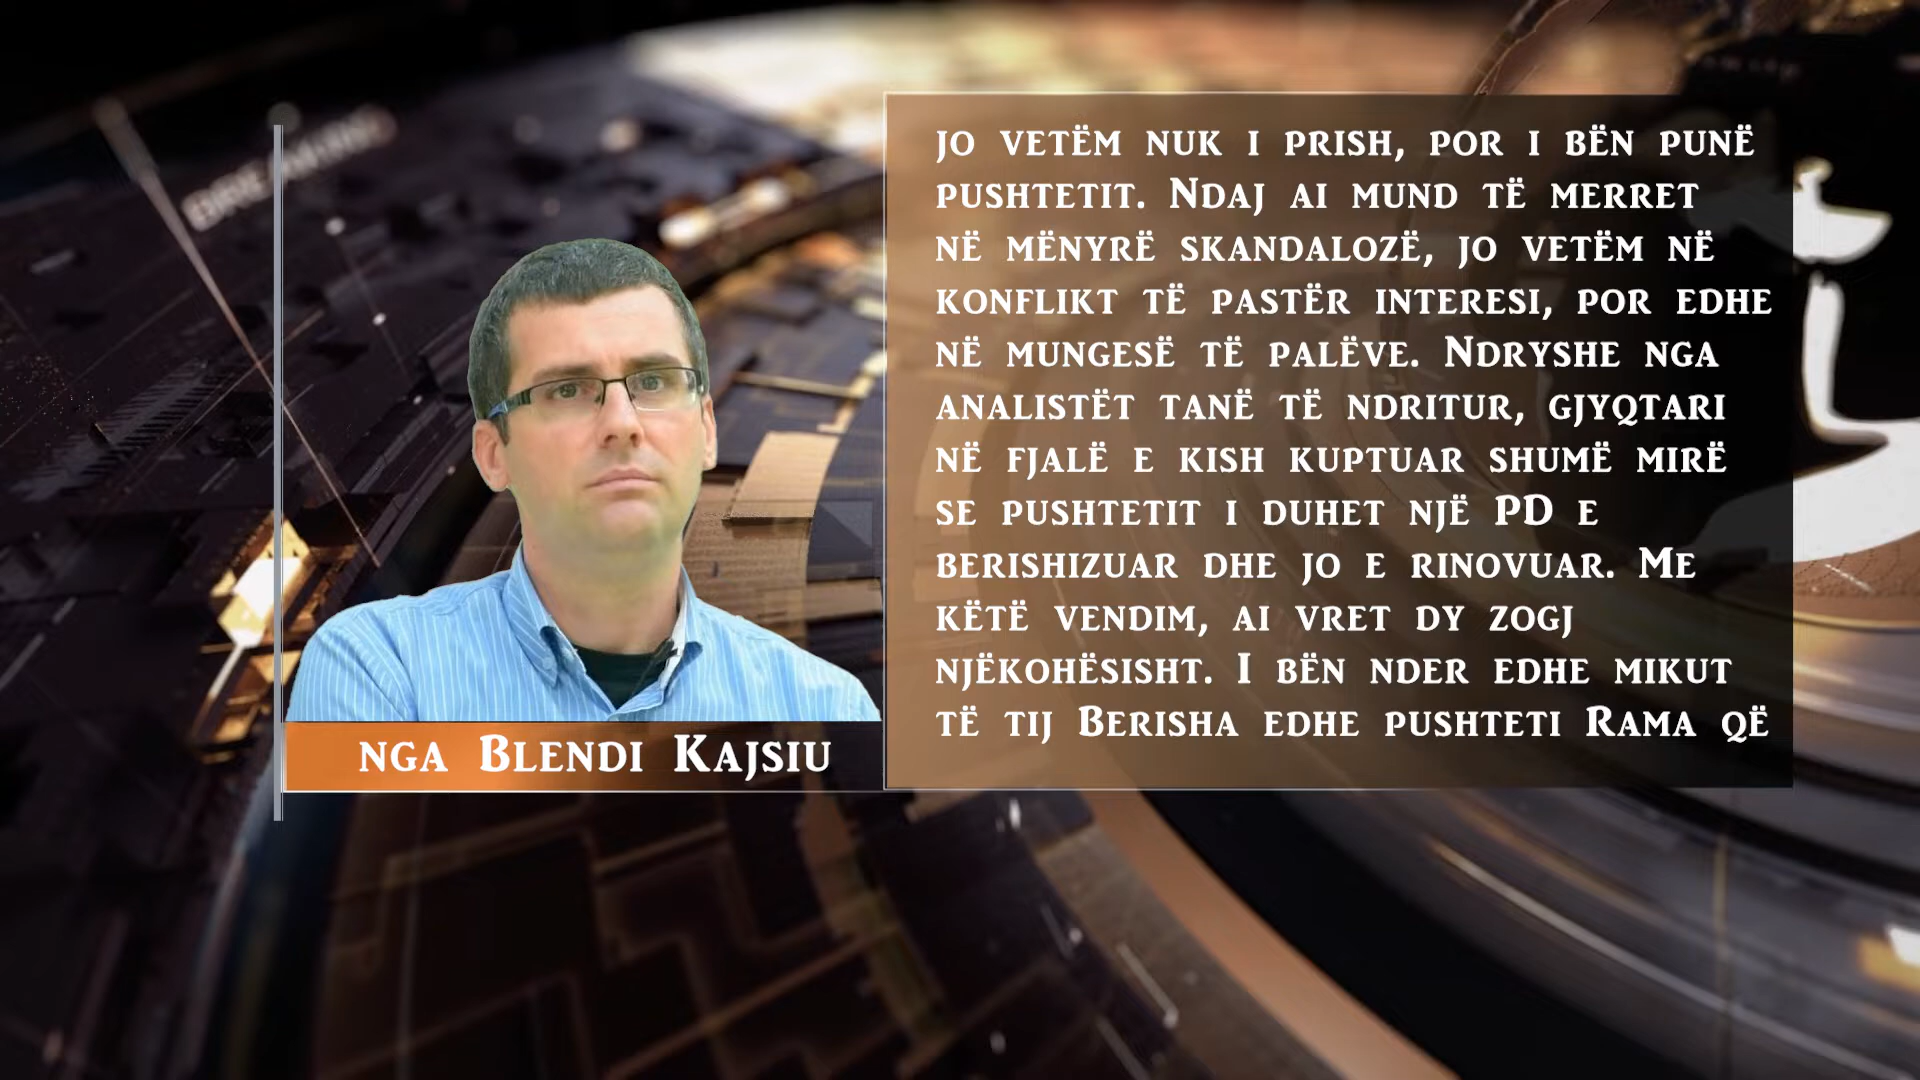 JO VETËM NUK I PRISH, POR I BËN PUNË
PUSHTETIT. NDAJ AI MUND TË MERRET
NË MËNYRË SKANDALOZË, JO VETËM NË
KONFLIKT TË PASTËR INTERESI, POR EDHE
NË MUNGESË TË PALËVE. NDRYSHE NGA
ANALISTËT TANË TË NDRITUR, GJYQTARI
NË FJALË E KISH KUPTUAR SHUMË MIRË
SE PUSHTETIT I DUHET NJË PD E
BERISHIZUAR DHE JO E RINOVUAR. ME
KËTË VENDIM, AI VRET DY ZOGJ
NJËKOHËSISHT. I BËN NDER EDHE MIKUT
TË TIJ BERISHA EDHE PUSHTETI RAMA QË
NGA BLENDI KAJSIU